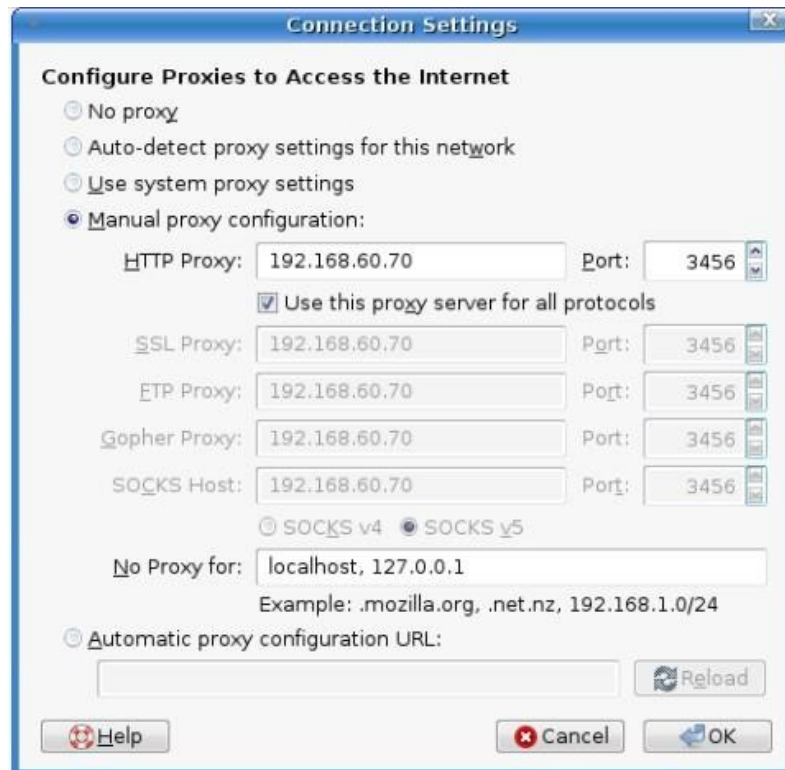 Connection Settings
Configure Proxies to Access the Internet
No proxy
Auto-detect proxy settings for this network
Use system proxy settings
Manual proxy configuration:
HTTP Proxy: 192.168.60.70 Port: 3456
Use this proxy server for all protocols
SSL Proxy: 192.168.60.70 Port: 3456
FTP Proxy: 192.168.60.70 Port: 3456
Gopher Proxy: 192.168.60.70 Port: 3456
SOCKS Host: 192.168.60.70 Port: 3456
SOCKS v4 SOCKS v5
No Proxy for: localhost, 127.0.0.1
Example: .mozilla.org, .net.nz, 192.168.1.0/24
Automatic proxy configuration URL:
Reload
Help Cancel OK